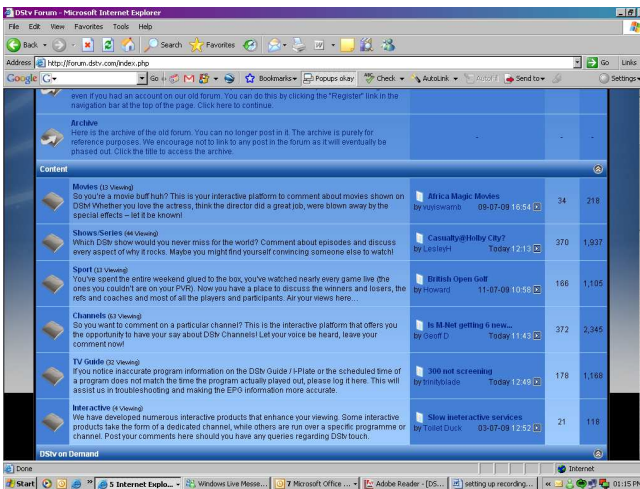 DStv Forum - Microsoft Internet Explorer
File Edit View Favorites Tools Help
Back Search Favorites
Address http://forum.dstv.com/index.php Go Links
Google G Go Bookmarks Popups okay Check AutoLink AutoFill Send to Settings
even if you had an account on our old forum. You can do this by clicking the "Register" link in the
navigation bar at the top of the page. Click here to continue.
Archive
Here is the archive of the old forum. You can no longer post in it. The archive is purely for
reference purposes. We encourage not to link to any post in the forum as it will eventually be
phased out. Click the title to access the archive.
- - -
Content
Movies (13 Viewing)
So you're a movie buff huh? This is your interactive platform to comment about movies shown on
DStv! Whether you love the actress, think the director did a great job, were blown away by the
special effects – let it be known!
Africa Magic Movies
by vuyiswamb 09-07-09 16:54
34 218
Shows/Series (44 Viewing)
Which DStv show would you never miss for the world? Comment about episodes and discuss
every aspect of why it rocks. Maybe you might find yourself convincing someone else to watch!
Casualty@Holby City?
by LesleyH Today 12:13
370 1,937
Sport (13 Viewing)
You've spent the entire weekend glued to the box, you've watched nearly every game live (the
ones you couldn't are on your PVR). Now you have a place to discuss the winners and losers, the
refs and coaches and most of all the players and participants. Air your views here...
British Open Golf
by Howard 11-07-09 10:58
166 1,105
Channels (63 Viewing)
So you want to comment on a particular channel? This is the interactive platform that offers you
the opportunity to have your say about DStv Channels! Let your voice be heard, leave your
comment now!
Is M-Net getting 6 new...
by Geoff D Today 11:43
372 2,345
TV Guide (32 Viewing)
If you notice inaccurate program information on the DStv Guide / I-Plate or the scheduled time of
a program does not match the time the program actually played out, please log it here. This will
assist us in troubleshooting and making the EPG information more accurate.
300 not screening
by trinityblade Today 12:49
178 1,168
Interactive (4 Viewing)
We have developed numerous interactive products that enhance your viewing. Some interactive
products take the form of a dedicated channel, while others are run over a specific programme or
channel. Post your comments here should you have any queries regarding DStv touch.
Slow ineteractive services
by Toilet Duck 03-07-09 12:52
21 118
DStv on Demand
Done Internet
Start 5 Internet Explo... Windows Live Messe... 7 Microsoft Office ... Adobe Reader - [DS... setting up recording... 01:15 PM